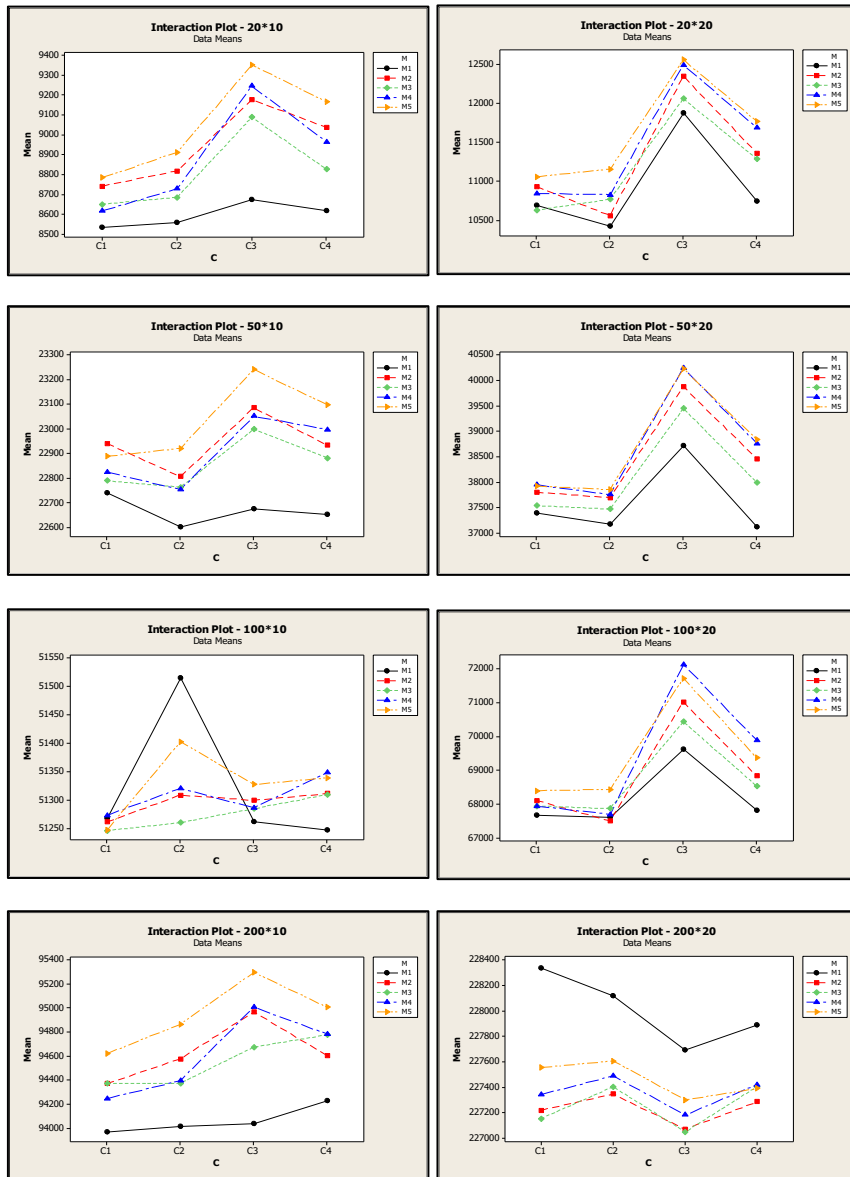 Interaction Plot - 20*10
Data Means
9400
9300
9200
9100
9000
8900
8800
8700
8600
8500
Mean
C1 C2 C3 C4
C
M
M1
M2
M3
M4
M5
Interaction Plot - 20*20
Data Means
12500
12000
11500
11000
10500
Mean
C1 C2 C3 C4
C
M
M1
M2
M3
M4
M5
Interaction Plot - 50*10
Data Means
23300
23200
23100
23000
22900
22800
22700
22600
Mean
C1 C2 C3 C4
C
M
M1
M2
M3
M4
M5
Interaction Plot - 50*20
Data Means
40500
40000
39500
39000
38500
38000
37500
37000
Mean
C1 C2 C3 C4
C
M
M1
M2
M3
M4
M5
Interaction Plot - 100*10
Data Means
51550
51500
51450
51400
51350
51300
51250
Mean
C1 C2 C3 C4
C
M
M1
M2
M3
M4
M5
Interaction Plot - 100*20
Data Means
72000
71000
70000
69000
68000
67000
Mean
C1 C2 C3 C4
C
M
M1
M2
M3
M4
M5
Interaction Plot - 200*10
Data Means
95400
95200
95000
94800
94600
94400
94200
94000
Mean
C1 C2 C3 C4
C
M
M1
M2
M3
M4
M5
Interaction Plot - 200*20
Data Means
228400
228200
228000
227800
227600
227400
227200
227000
Mean
C1 C2 C3 C4
C
M
M1
M2
M3
M4
M5